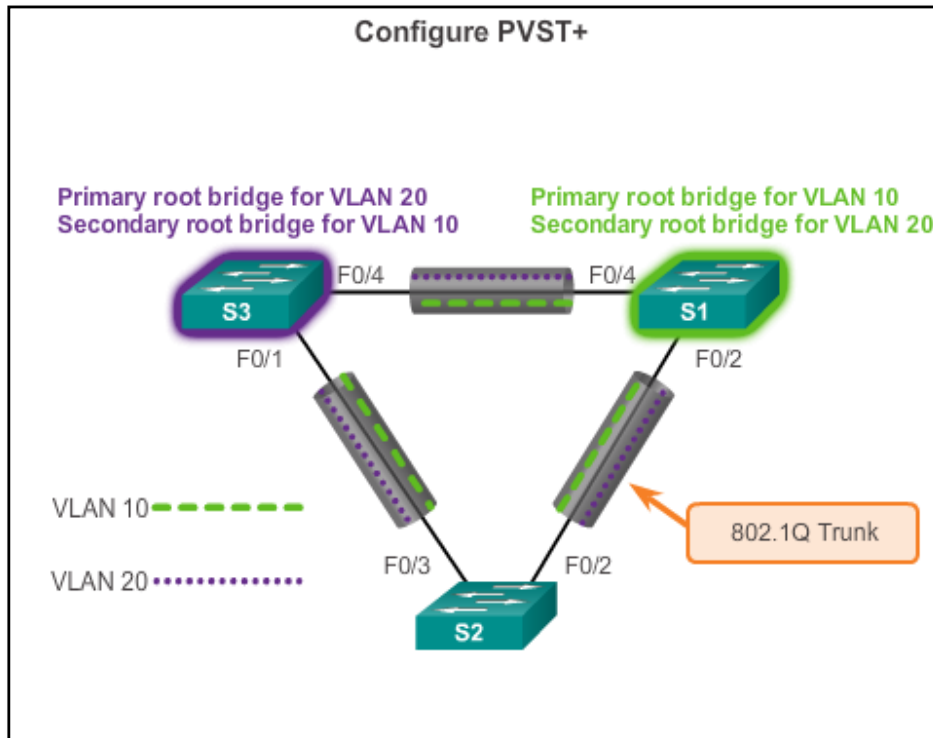 Configure PVST+
Primary root bridge for VLAN 20
Secondary root bridge for VLAN 10
Primary root bridge for VLAN 10
Secondary root bridge for VLAN 20
F0/4
F0/4
S3
S1
F0/1
F0/2
VLAN 10
802.1Q Trunk
F0/3
F0/2
VLAN 20
S2